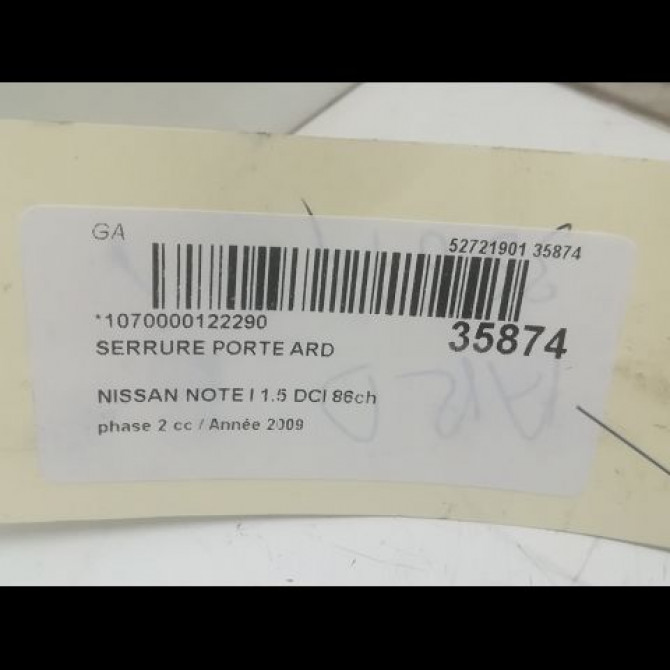 GA
52721901 35874
*1070000122290
35874
SERRURE PORTE ARD
NISSAN NOTE I 1.5 DCI 86ch
phase 2 cc / Année 2009